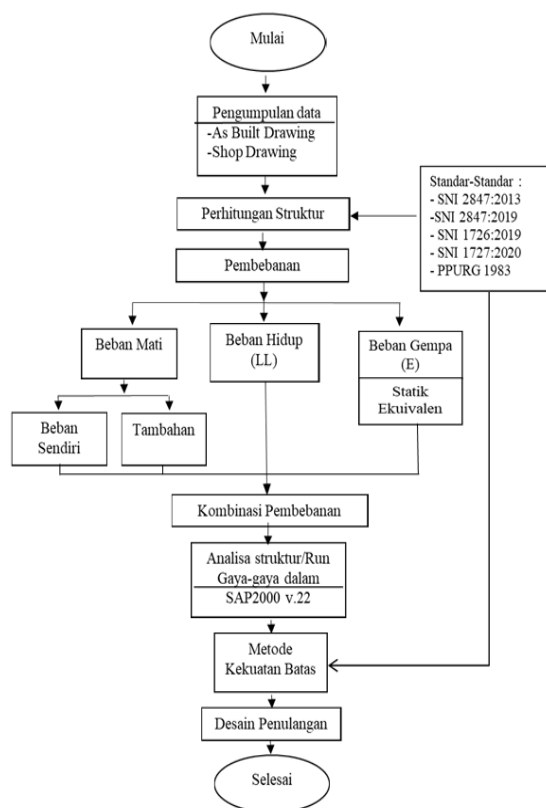 Mulai
Pengumpulan data
-As Built Drawing
-Shop Drawing
Standar-Standar :
- SNI 2847:2013
-SNI 2847:2019
- SNI 1726:2019
- SNI 1727:2020
- PPURG 1983
Perhitungan Struktur
Pembebanan
Beban Mati
Beban Hidup
(LL)
Beban Gempa
(E)
Statik
Ekuivalen
Beban
Sendiri
Tambahan
Kombinasi Pembebanan
Analisa struktur/Run
Gaya-gaya dalam
SAP2000 v.22
Metode
Kekuatan Batas
Desain Penulangan
Selesai